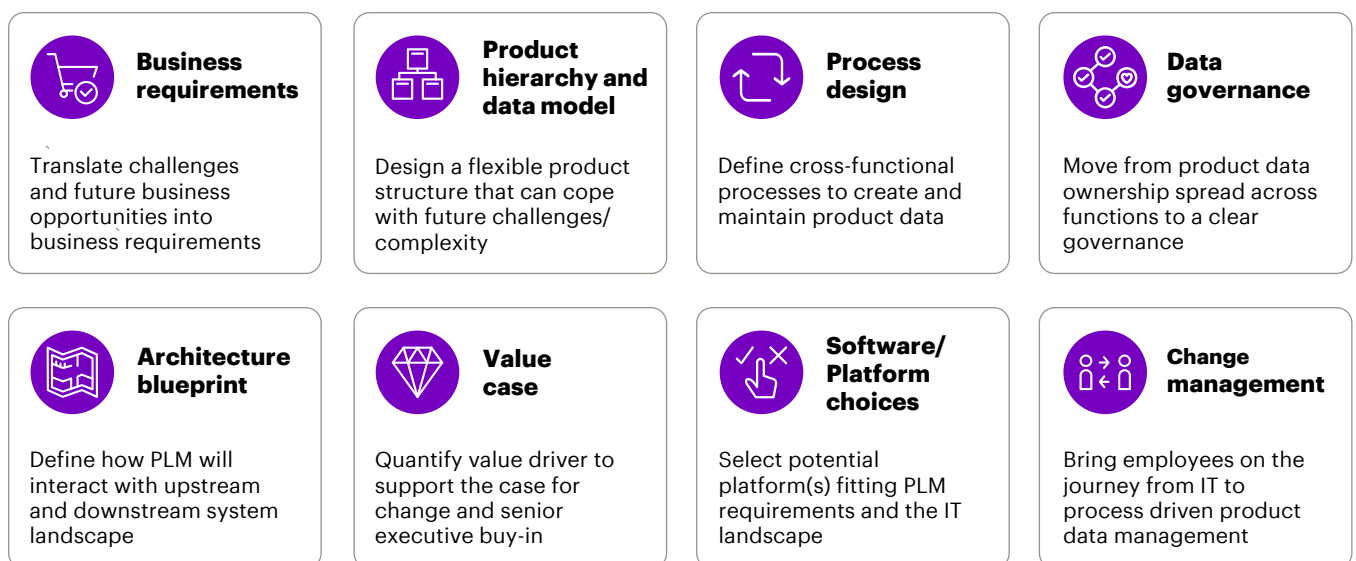 Business
requirements
Translate challenges
and future business
opportunities into
business requirements
Product
hierarchy and
data model
Design a flexible product
structure that can cope
with future challenges/
complexity
Process
design
Define cross-functional
processes to create and
maintain product data
Data
governance
Move from product data
ownership spread across
functions to a clear
governance
Architecture
blueprint
Define how PLM will
interact with upstream
and downstream system
landscape
Value
case
Quantify value driver to
support the case for
change and senior
executive buy-in
Software/
Platform
choices
Select potential
platform(s) fitting PLM
requirements and the IT
landscape
Change
management
Bring employees on the
journey from IT to
process driven product
data management